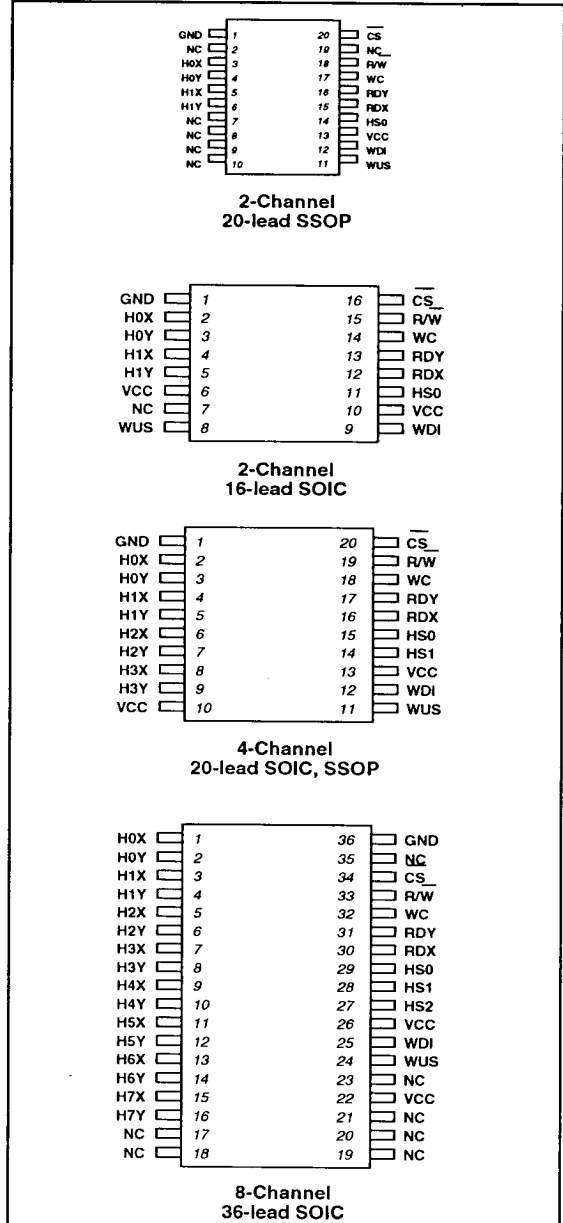 GND 1 20 C̅S̅
NC 2 19 NC
H0X 3 18 R/W̅
H0Y 4 17 WC
H1X 5 16 RDY
H1Y 6 15 RDX
NC 7 14 HS0
NC 8 13 VCC
NC 9 12 WDI
NC 10 11 WUS
2-Channel
20-lead SSOP
GND 1 16 C̅S̅
H0X 2 15 R/W̅
H0Y 3 14 WC
H1X 4 13 RDY
H1Y 5 12 RDX
VCC 6 11 HS0
NC 7 10 VCC
WUS 8 9 WDI
2-Channel
16-lead SOIC
GND 1 20 C̅S̅
H0X 2 19 R/W̅
H0Y 3 18 WC
H1X 4 17 RDY
H1Y 5 16 RDX
H2X 6 15 HS0
H2Y 7 14 HS1
H3X 8 13 VCC
H3Y 9 12 WDI
VCC 10 11 WUS
4-Channel
20-lead SOIC, SSOP
H0X 1 36 GND
H0Y 2 35 NC
H1X 3 34 C̅S̅
H1Y 4 33 R/W̅
H2X 5 32 WC
H2Y 6 31 RDY
H3X 7 30 RDX
H3Y 8 29 HS0
H4X 9 28 HS1
H4Y 10 27 HS2
H5X 11 26 VCC
H5Y 12 25 WDI
H6X 13 24 WUS
H6Y 14 23 NC
H7X 15 22 VCC
H7Y 16 21 NC
NC 17 20 NC
NC 18 19 NC
8-Channel
36-lead SOIC